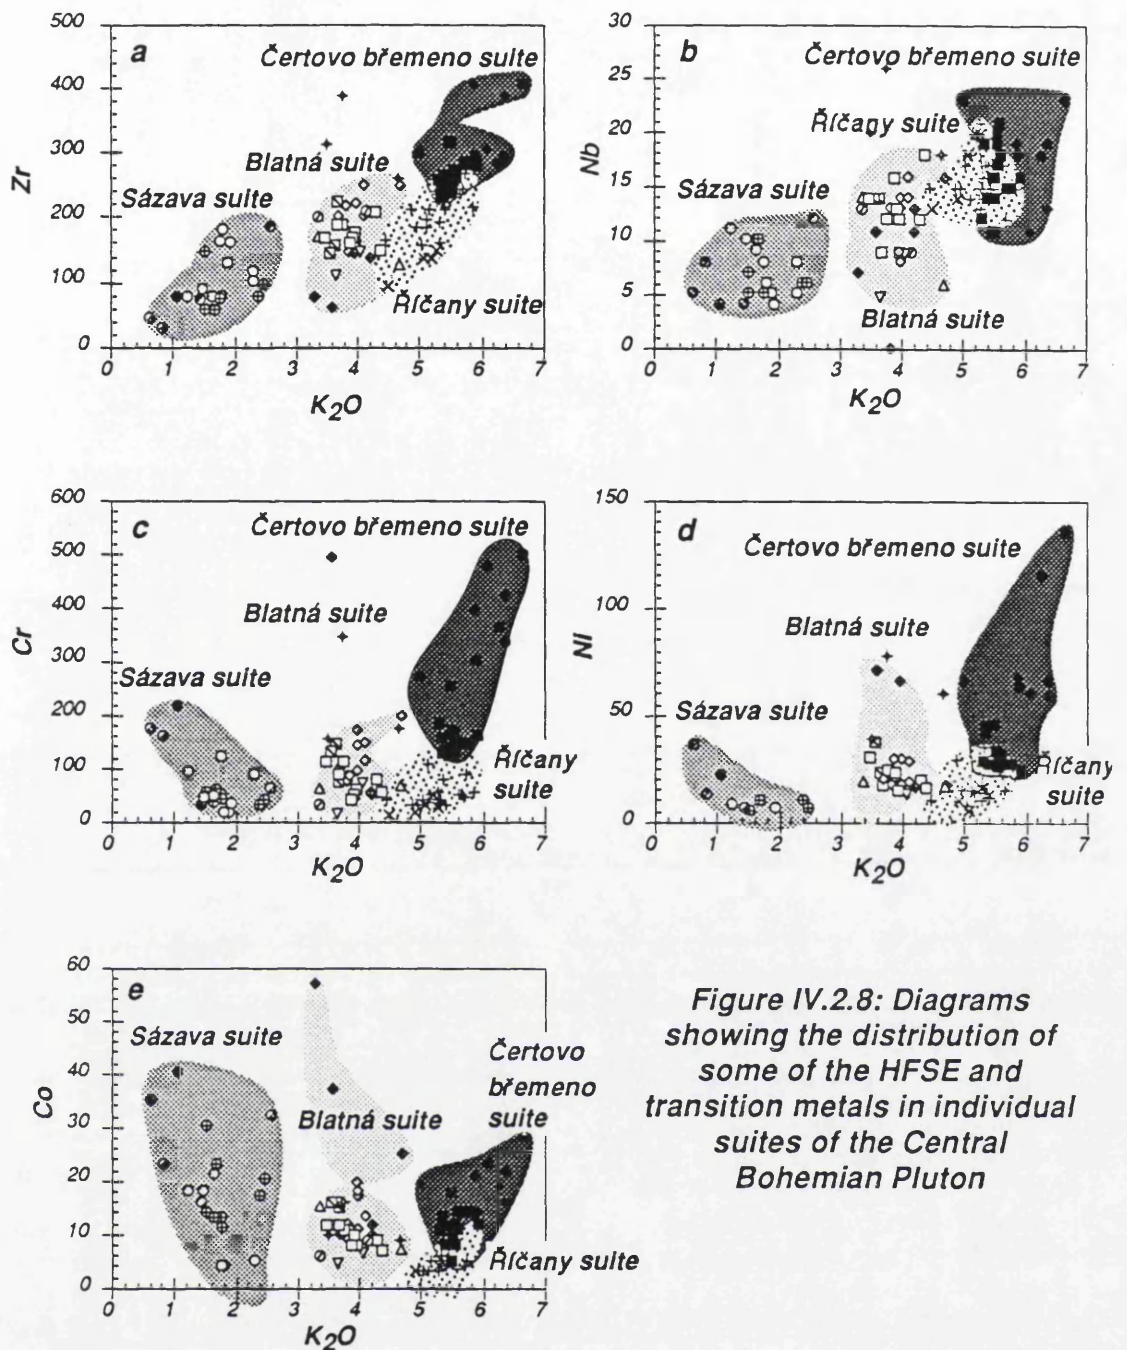 a
Čertovo břemeno suite
Blatná suite
Sázava suite
Říčany suite
500
400
300
200
100
0
Zr
0 1 2 3 4 5 6 7
K2O
b
Čertovo břemeno suite
Říčany suite
Sázava suite
Blatná suite
30
25
20
15
10
5
0
Nb
0 1 2 3 4 5 6 7
K2O
c
Čertovo břemeno suite
Blatná suite
Sázava suite
Říčany
suite
600
500
400
300
200
100
0
Cr
0 1 2 3 4 5 6 7
K2O
d
Čertovo břemeno suite
Blatná suite
Sázava suite
Říčany
suite
150
100
50
0
Ni
0 1 2 3 4 5 6 7
K2O
e
Sázava suite
Čertovo
břemeno
suite
Blatná suite
Říčany suite
60
50
40
30
20
10
0
Co
0 1 2 3 4 5 6 7
K2O
Figure IV.2.8: Diagrams
showing the distribution of
some of the HFSE and
transition metals in individual
suites of the Central
Bohemian Pluton